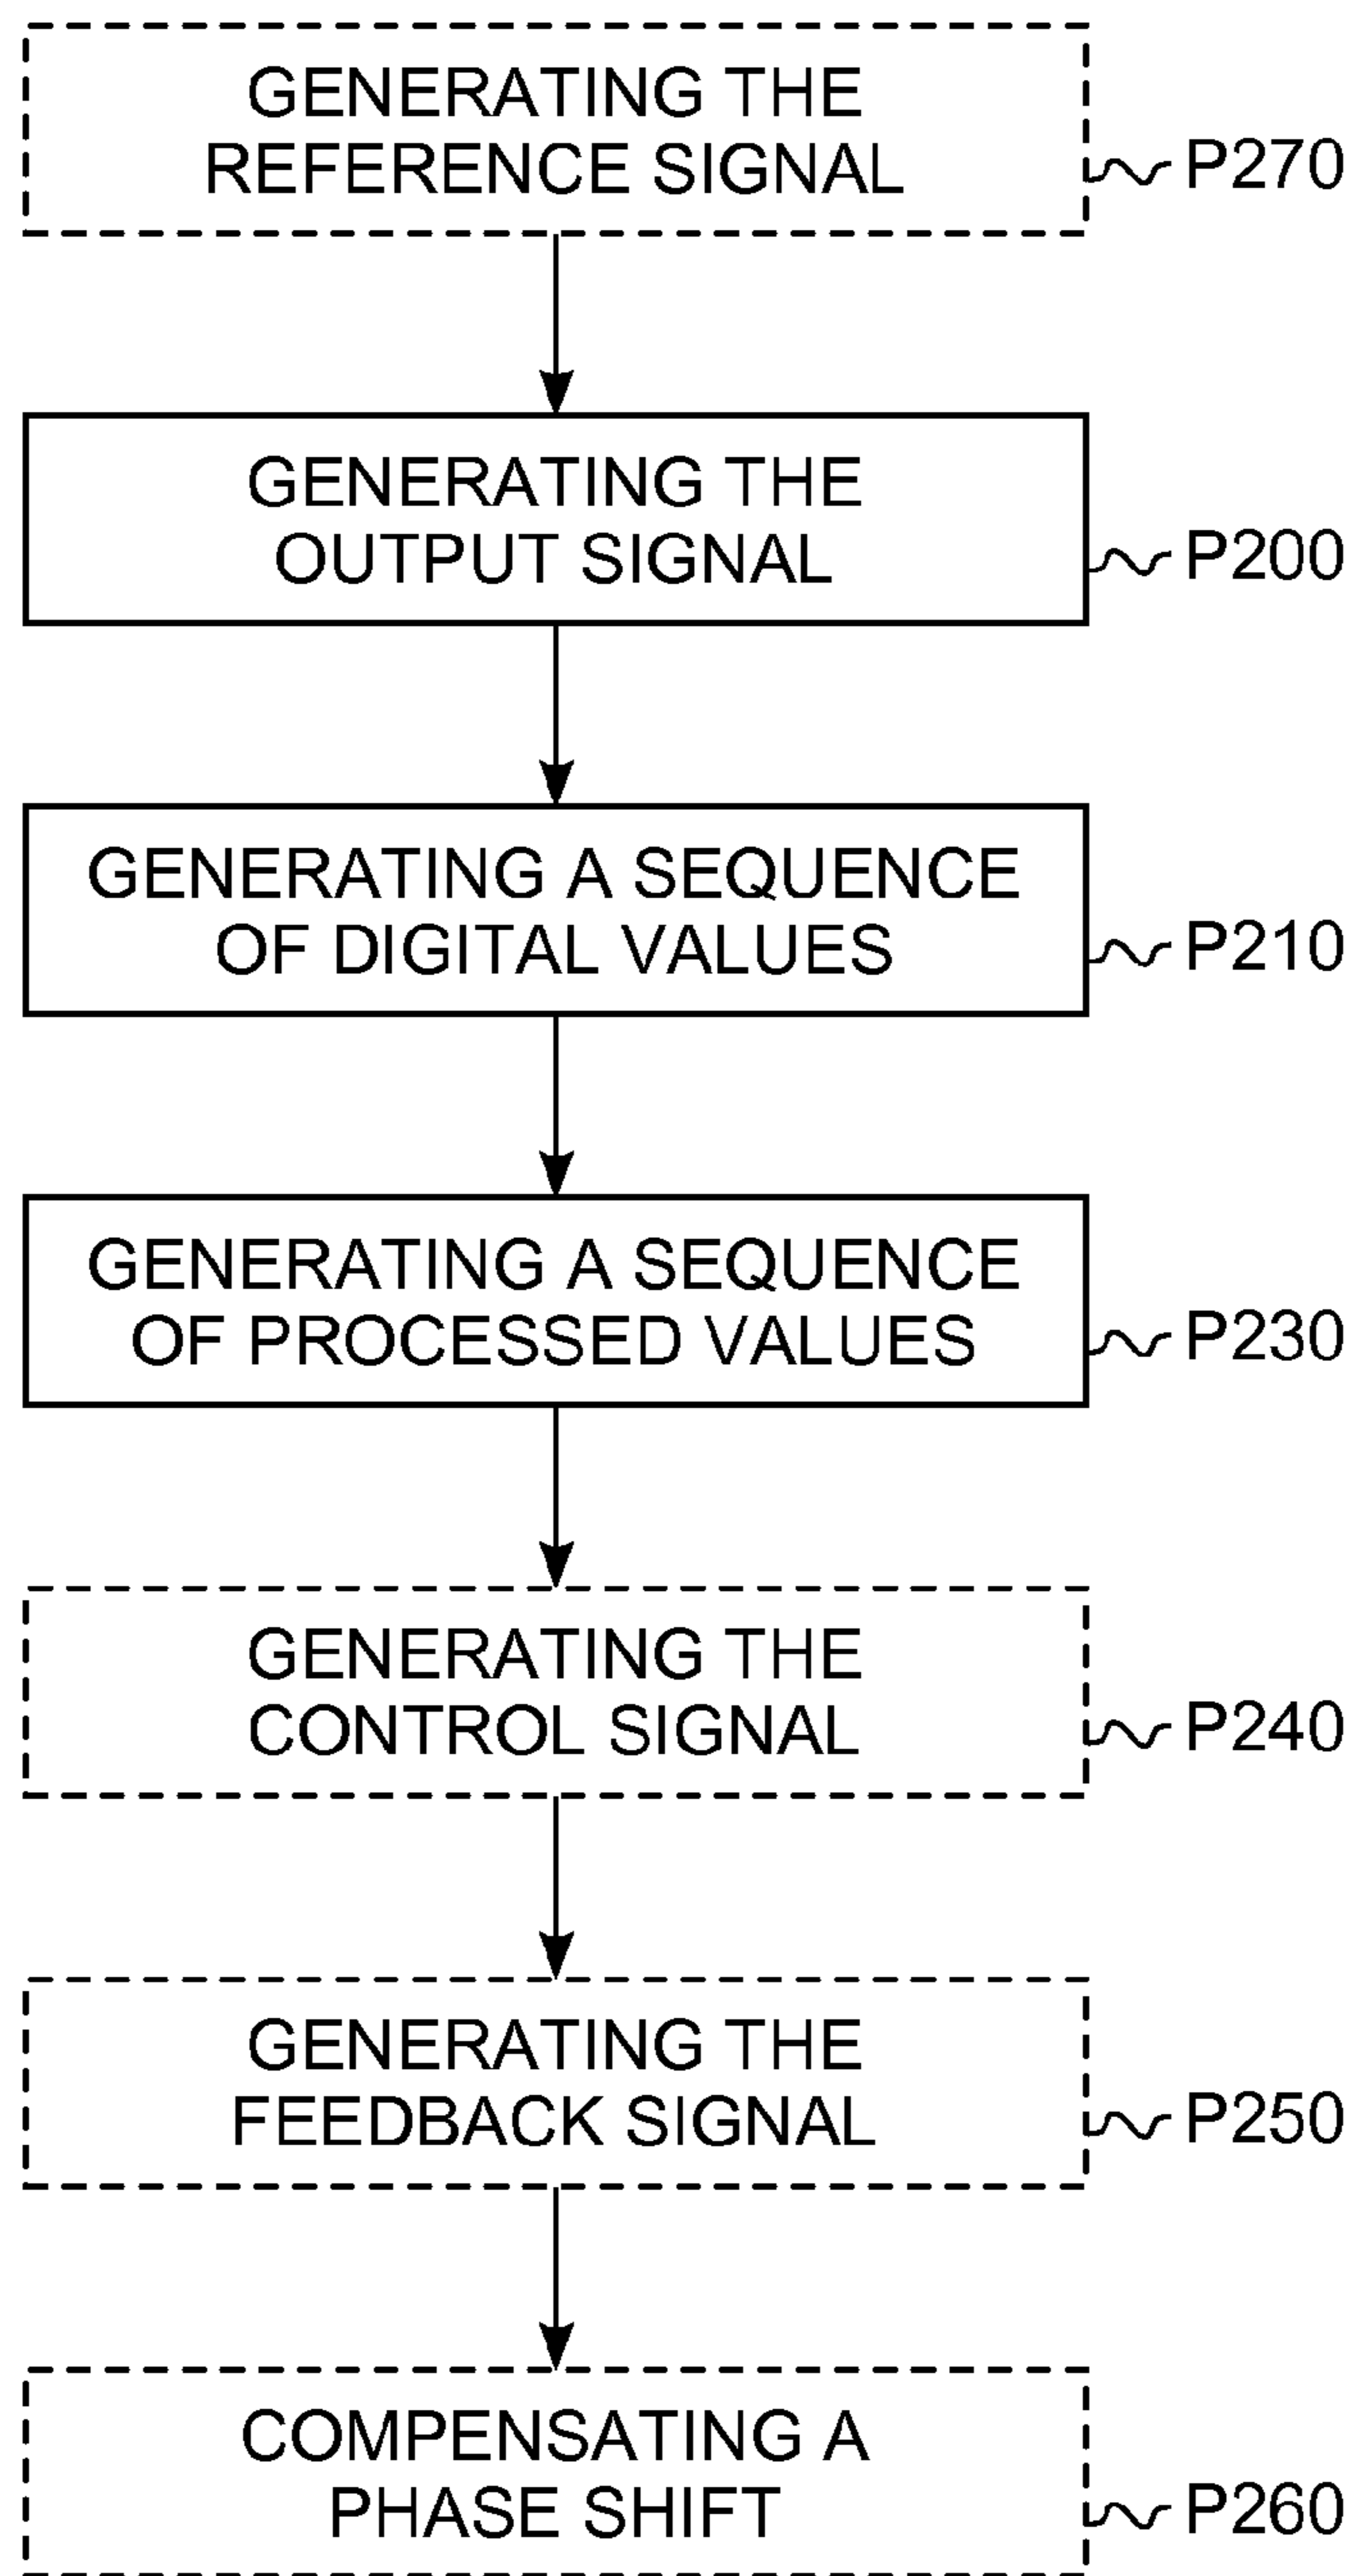 GENERATING THE
REFERENCE SIGNAL
P270
GENERATING THE
OUTPUT SIGNAL
P200
GENERATING A SEQUENCE
OF DIGITAL VALUES
P210
GENERATING A SEQUENCE
OF PROCESSED VALUES
P230
GENERATING THE
CONTROL SIGNAL
P240
GENERATING THE
FEEDBACK SIGNAL
P250
COMPENSATING A
PHASE SHIFT
P260